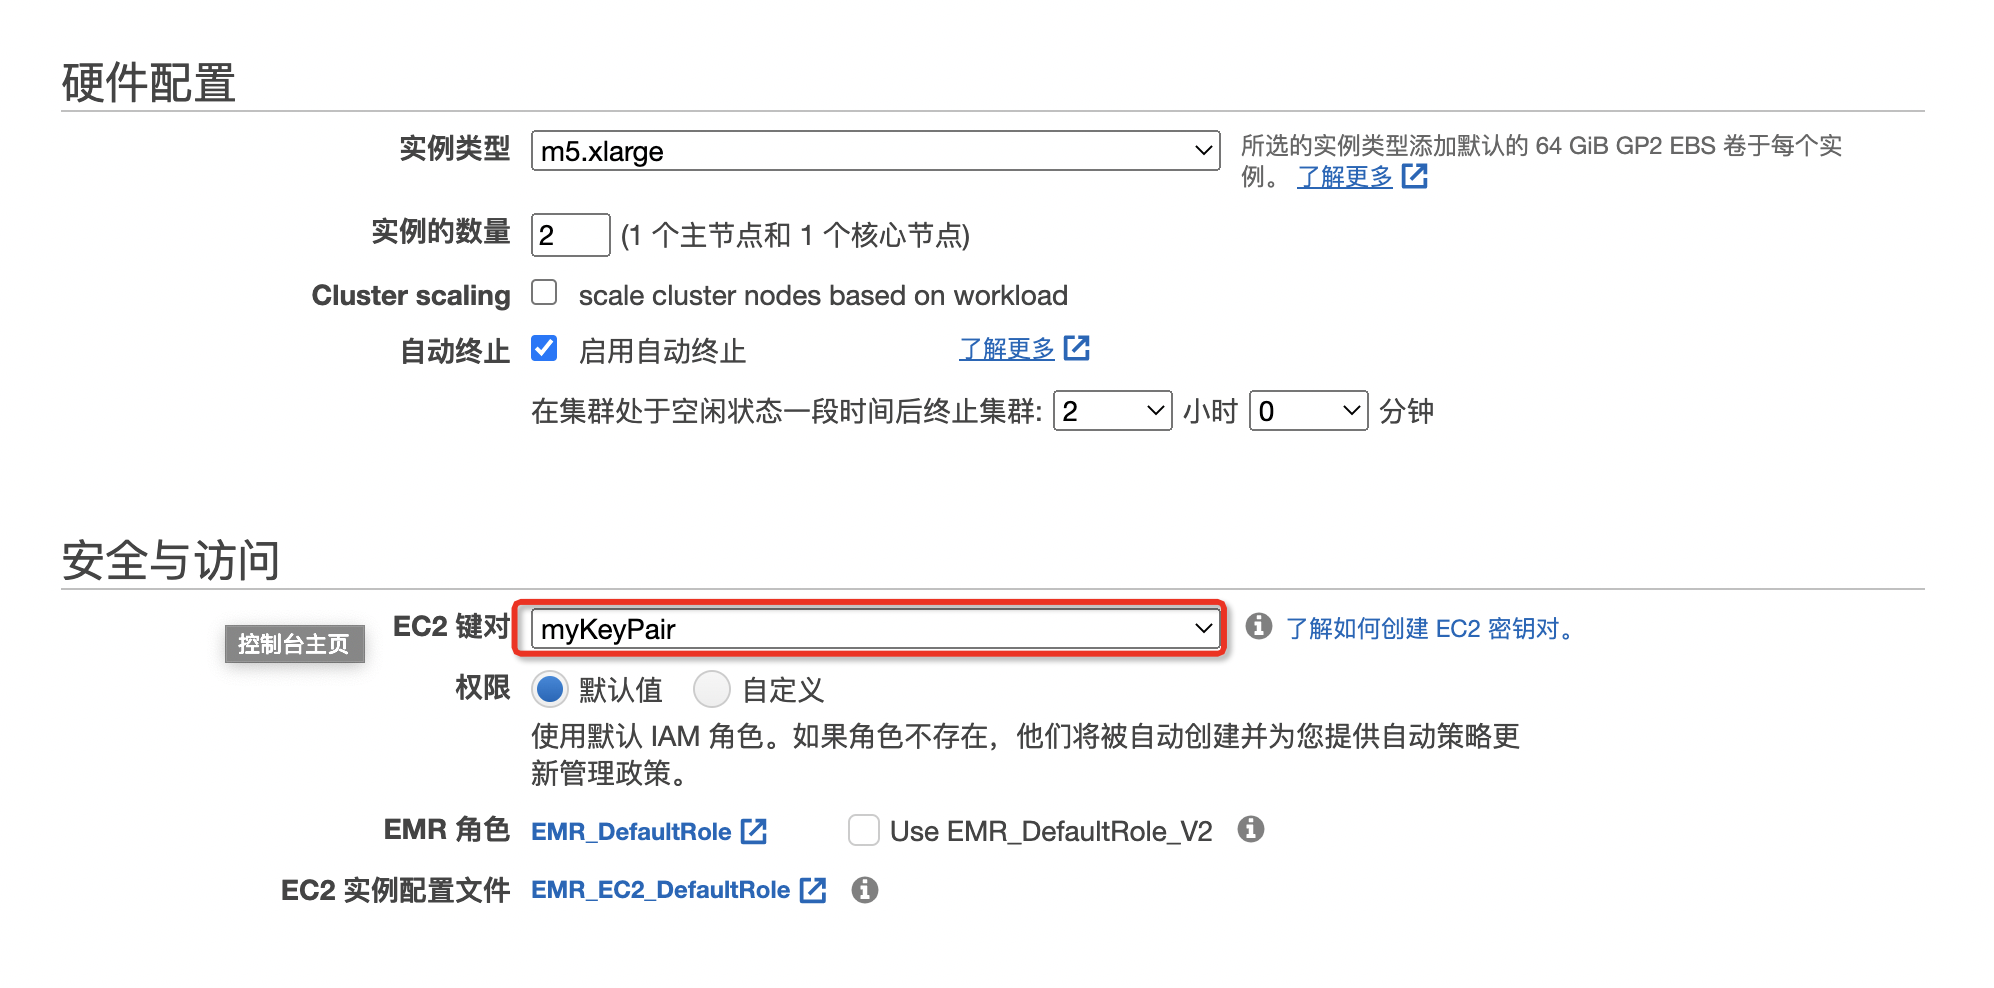 硬件配置
实例类型 m5.xlarge 所选的实例类型添加默认的 64 GiB GP2 EBS 卷于每个实
例。 了解更多
实例的数量 2 (1 个主节点和 1 个核心节点)
Cluster scaling scale cluster nodes based on workload
自动终止 启用自动终止 了解更多
在集群处于空闲状态一段时间后终止集群: 2 小时 0 分钟
安全与访问
EC2 键对 myKeyPair 了解如何创建 EC2 密钥对。
控制台主页
权限 默认值 自定义
使用默认 IAM 角色。如果角色不存在，他们将被自动创建并为您提供自动策略更
新管理政策。
EMR 角色 EMR_DefaultRole Use EMR_DefaultRole_V2
EC2 实例配置文件 EMR_EC2_DefaultRole